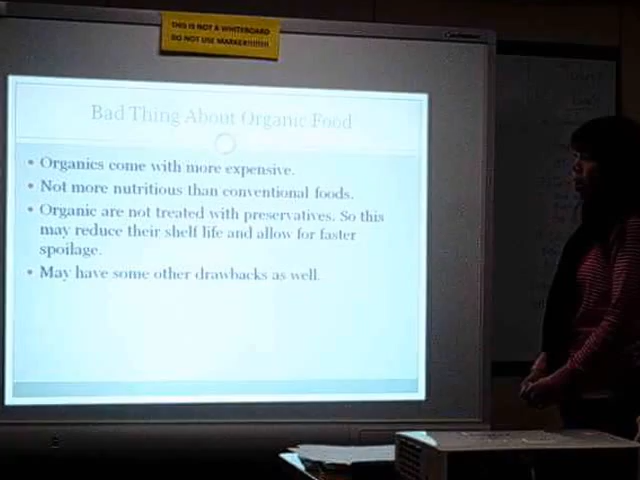 THIS IS NOT A WHITEBOARD
DO NOT USE MARKER!!!!!!!!
Bad Thing About Organic Food
• Organics come with more expensive.
• Not more nutritious than conventional foods.
• Organic are not treated with preservatives. So this
may reduce their shelf life and allow for faster
spoilage.
• May have some other drawbacks as well.